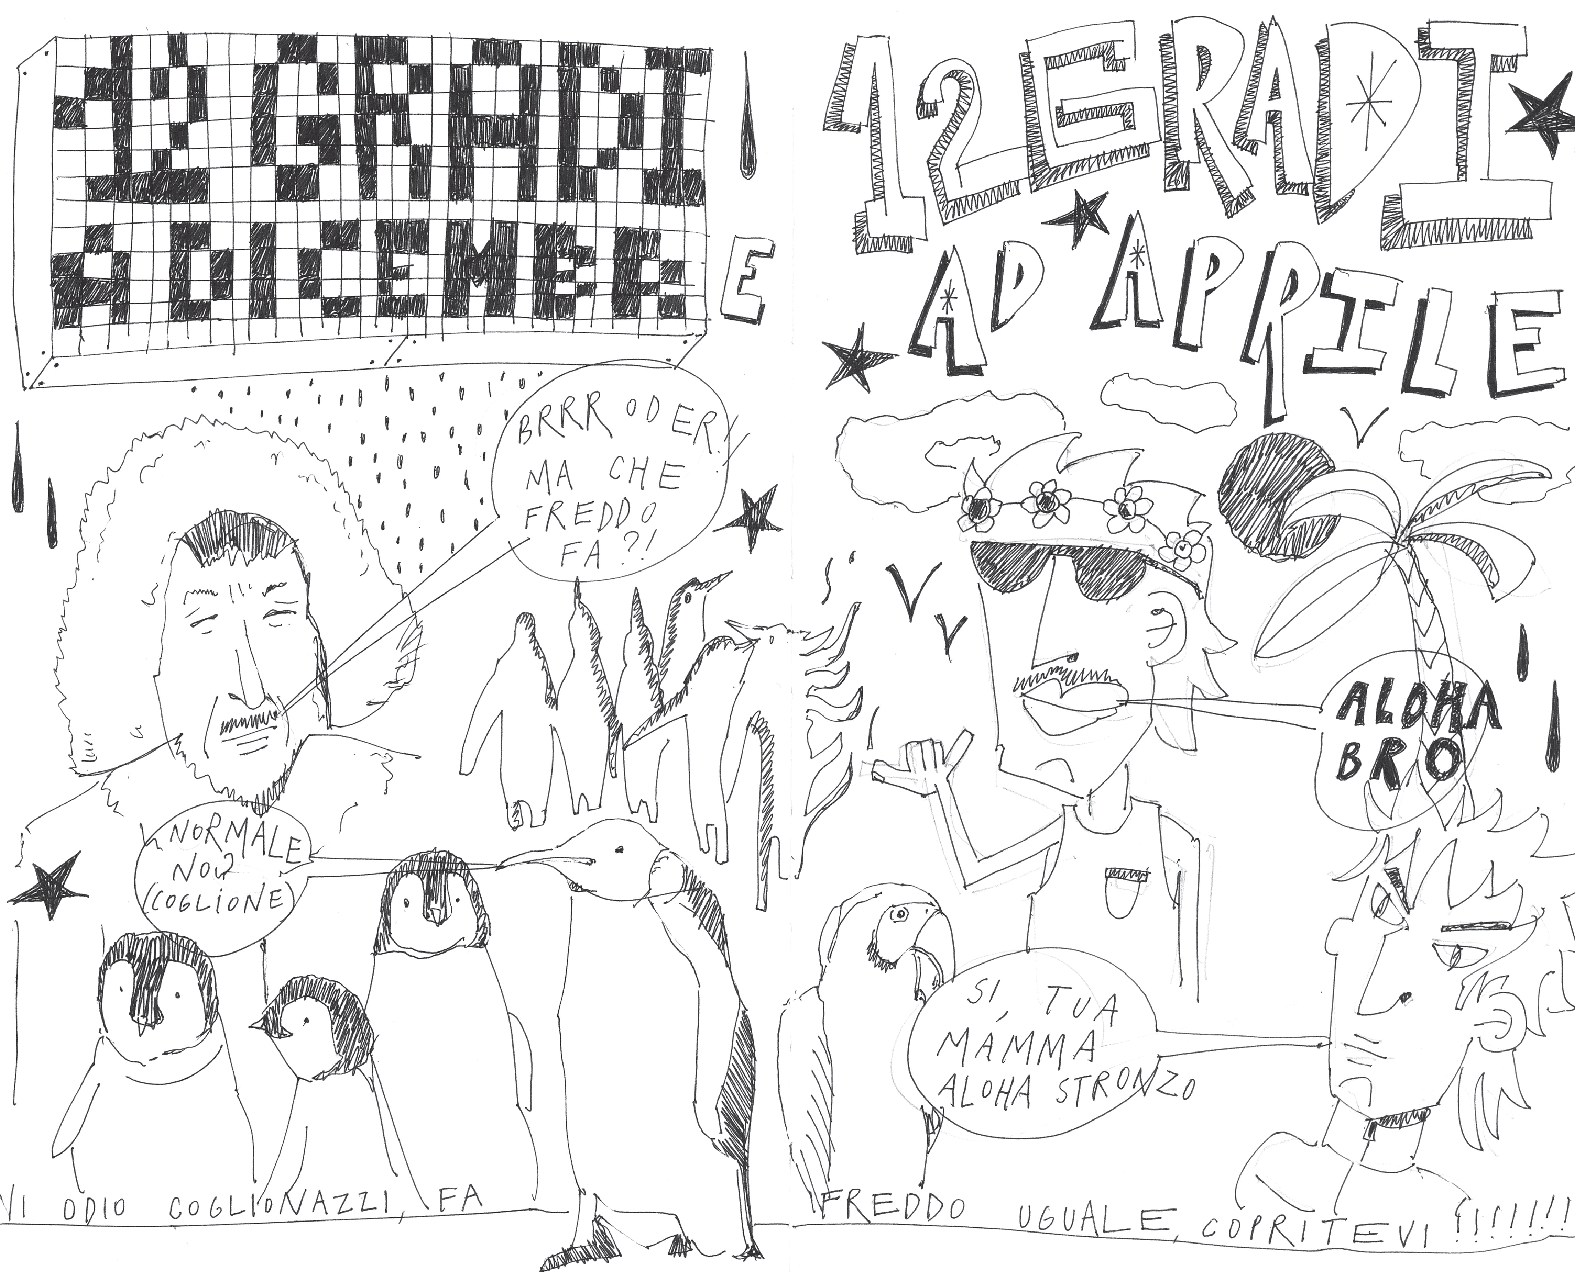 12 GRADI
A DICEMBRE
E
12 GRADI
AD APRILE
BRRR ODER
MA CHE
FREDDO
FA ?!
NORMALE
NO?
(COGLIONE)
ALOHA
BRO
SI, TUA
MAMMA
ALOHA STRONZO
VI ODIO COGLIONAZZI, FA FREDDO UGUALE, COPRITEVI !!!!!!!